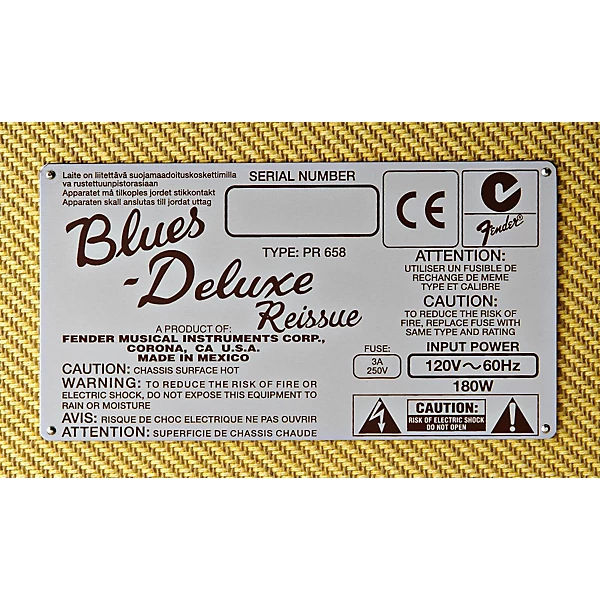 Laite on liitettävä suojamaadoituskoskettimilla
va rustettuunpistorasiaan
Apparatet må tilkoples jordet stikkontakt
Apparaten skall anslutas till jordat uttag
SERIAL NUMBER
Blues
-Deluxe
Reissue
TYPE: PR 658
A PRODUCT OF:
FENDER MUSICAL INSTRUMENTS CORP.,
CORONA, CA U.S.A.
MADE IN MEXICO
CAUTION: CHASSIS SURFACE HOT
WARNING: TO REDUCE THE RISK OF FIRE OR
ELECTRIC SHOCK, DO NOT EXPOSE THIS EQUIPMENT TO
RAIN OR MOISTURE
AVIS: RISQUE DE CHOC ELECTRIQUE NE PAS OUVRIR
ATTENTION: SUPERFICIE DE CHASSIS CHAUDE
CE
Fender®
ATTENTION:
UTILISER UN FUSIBLE DE
RECHANGE DE MEME
TYPE ET CALIBRE
CAUTION:
TO REDUCE THE RISK OF
FIRE, REPLACE FUSE WITH
SAME TYPE AND RATING
FUSE:
3A
250V
INPUT POWER
120V~60Hz
180W
CAUTION:
RISK OF ELECTRIC SHOCK
DO NOT OPEN